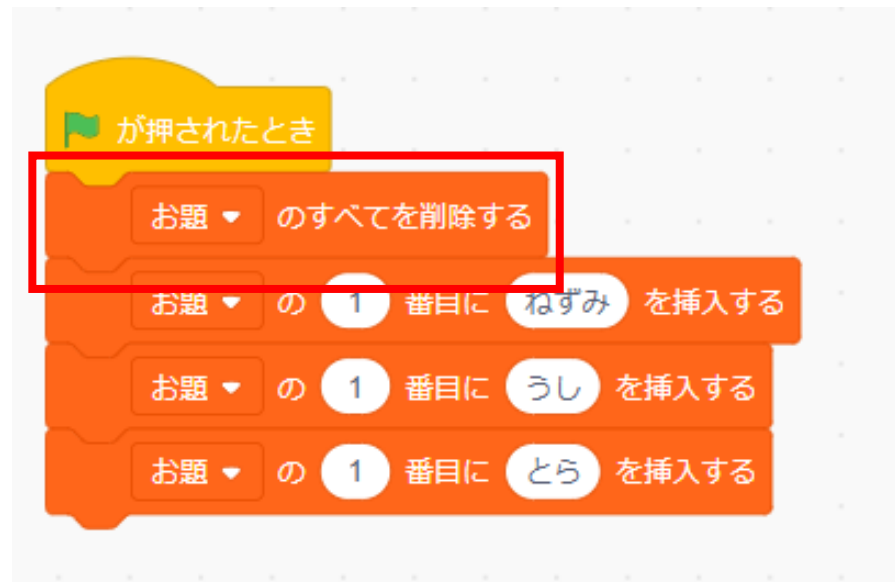 が押されたとき
お題 のすべてを削除する
お題 の 1 番目に ねずみ を挿入する
お題 の 1 番目に うし を挿入する
お題 の 1 番目に とら を挿入する